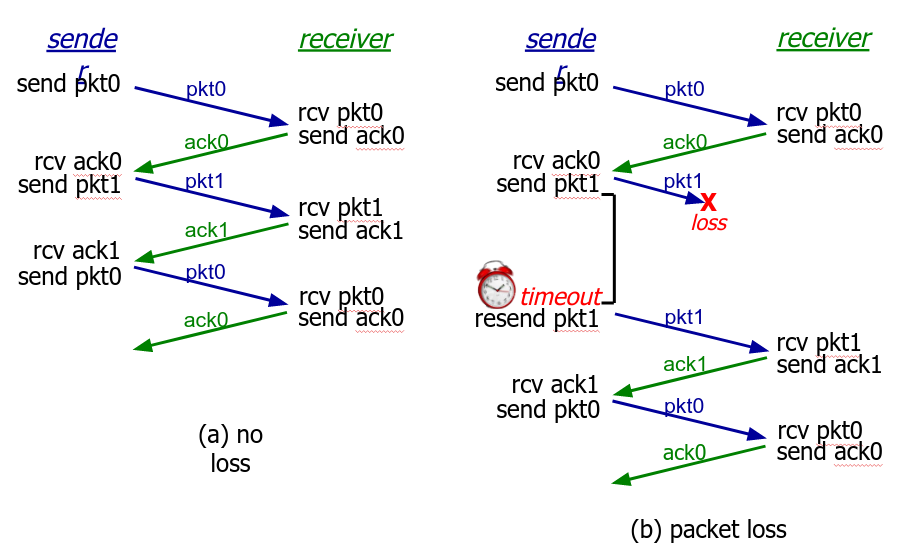 sende
r
receiver
send pkt0
pkt0
rcv pkt0
send ack0
ack0
rcv ack0
send pkt1
pkt1
rcv pkt1
send ack1
ack1
rcv ack1
send pkt0
pkt0
rcv pkt0
send ack0
ack0
(a) no
loss
sende
r
receiver
send pkt0
pkt0
rcv pkt0
send ack0
ack0
rcv ack0
send pkt1
pkt1
X
loss
timeout
resend pkt1
pkt1
rcv pkt1
send ack1
ack1
rcv ack1
send pkt0
pkt0
rcv pkt0
send ack0
ack0
(b) packet loss